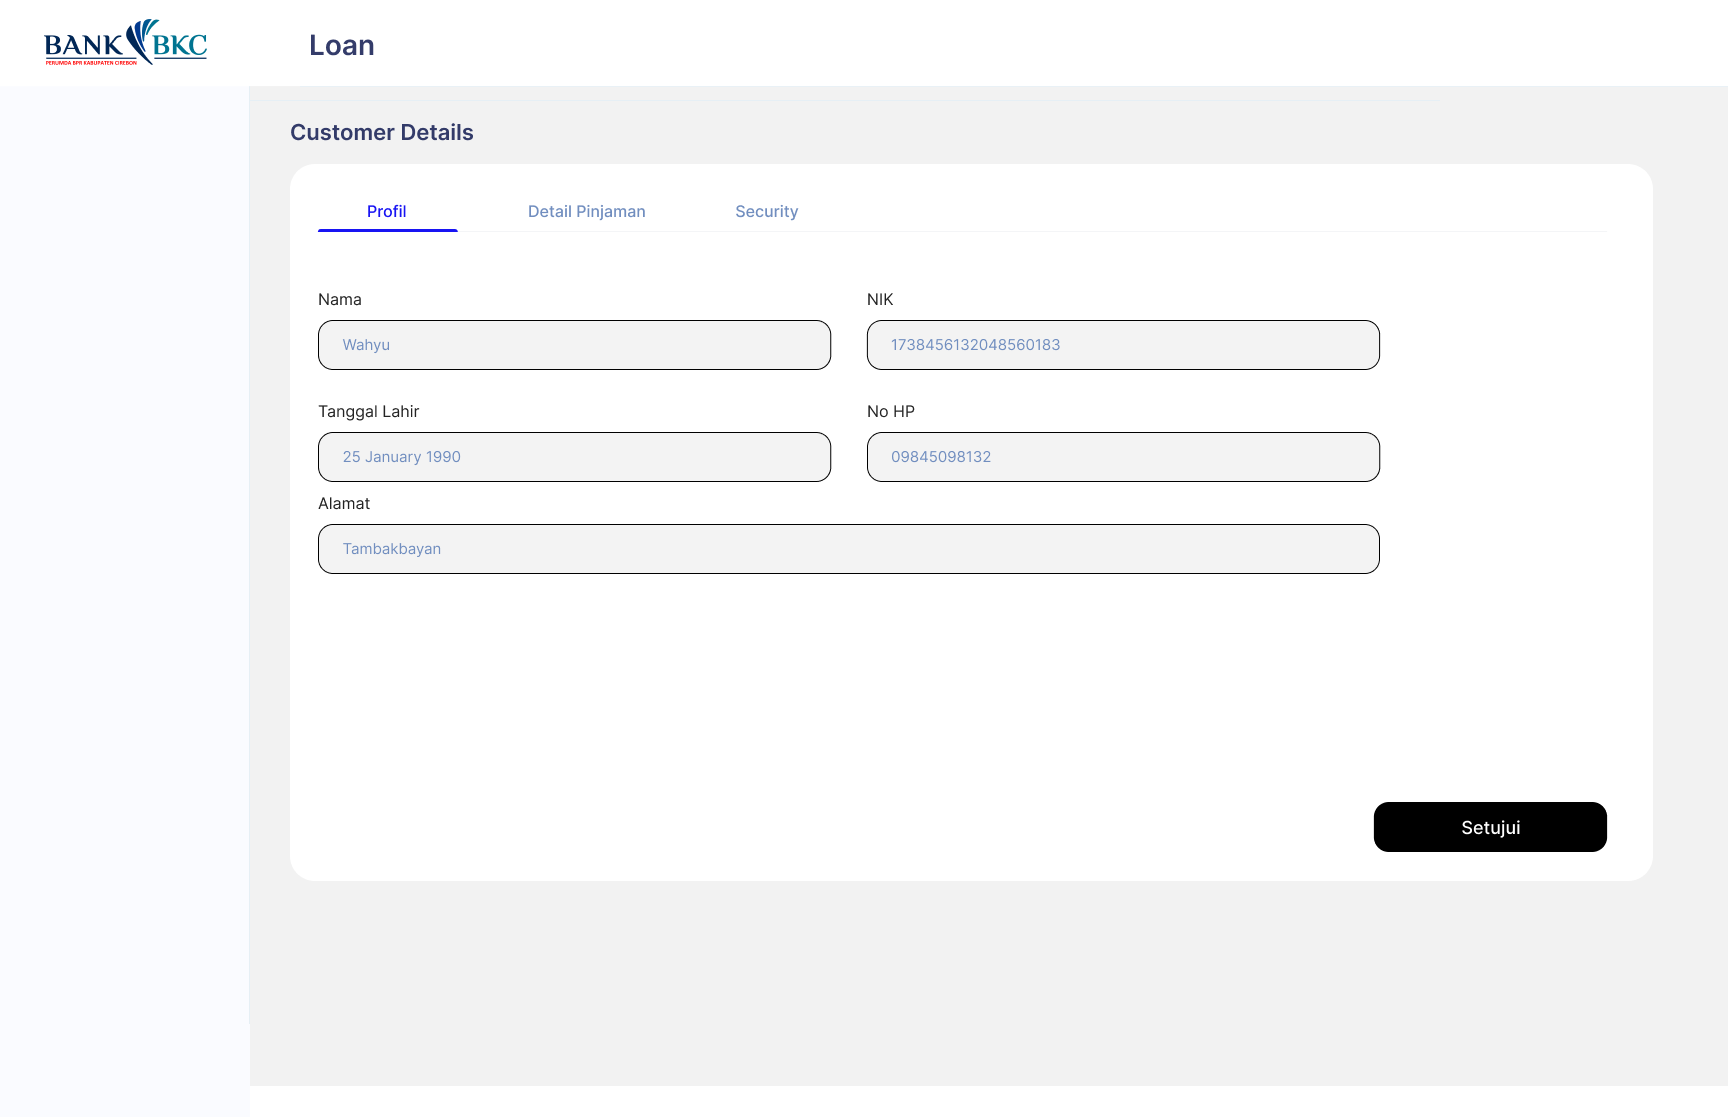 BANK BKC
PERUMDA BPR KABUPATEN CIREBON
Loan
Customer Details
Profil Detail Pinjaman Security
Nama NIK
Wahyu 1738456132048560183
Tanggal Lahir No HP
25 January 1990 09845098132
Alamat
Tambakbayan
Setujui